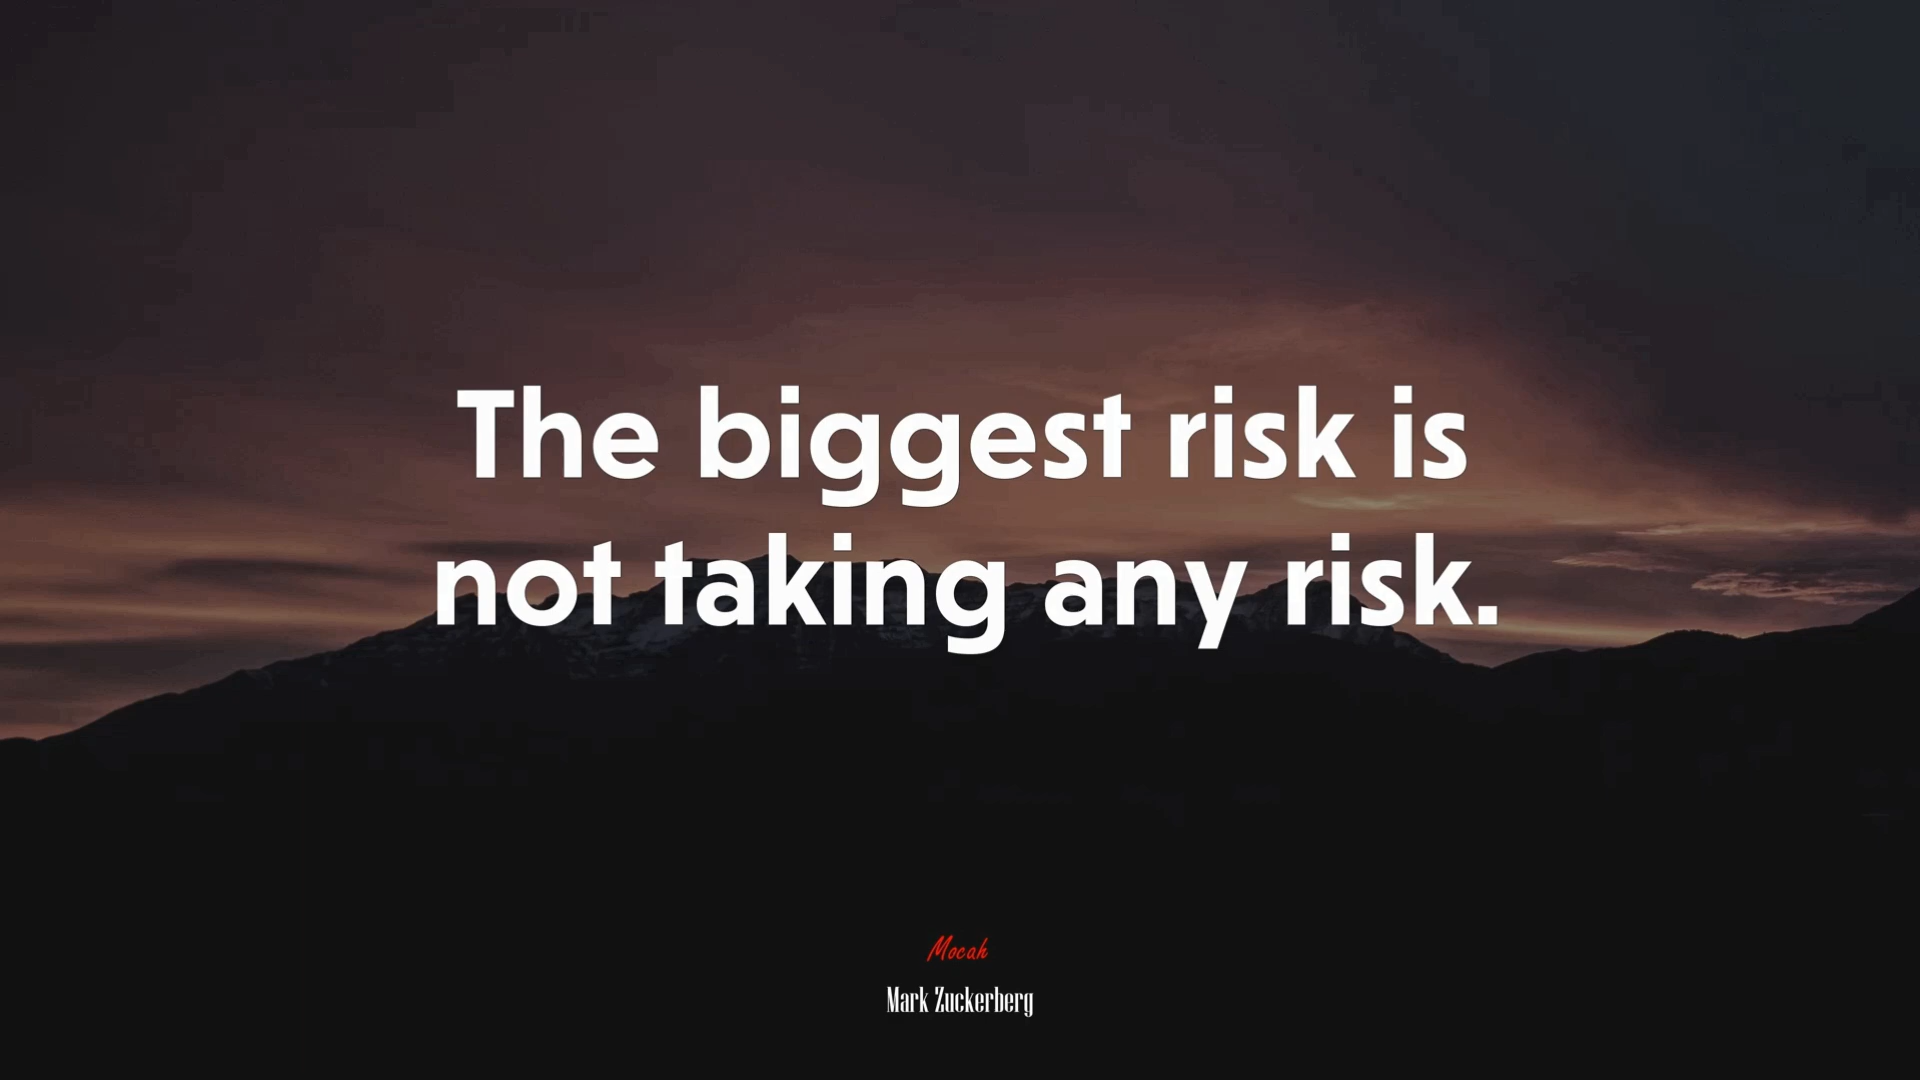 The biggest risk is
not taking any risk.
Mocah
Mark Zuckerberg